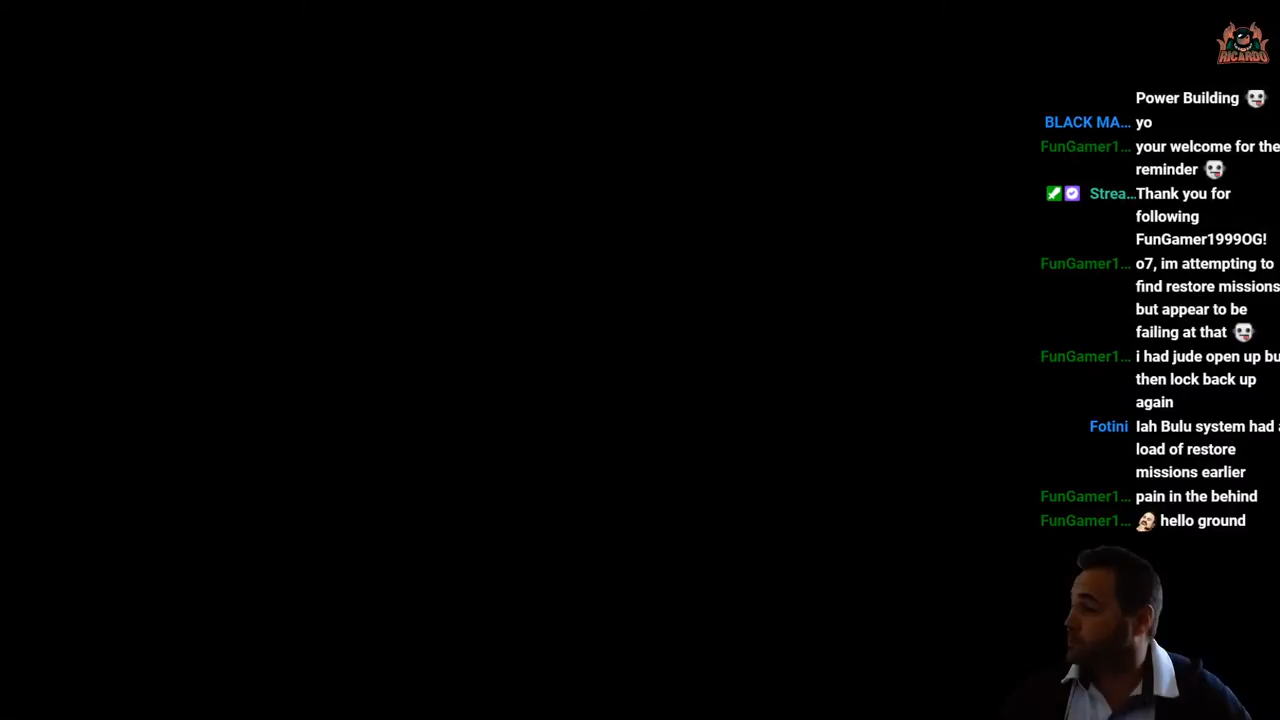 RICARDO
Power Building
BLACK MA... yo
FunGamer1... your welcome for the
reminder
Strea... Thank you for
following
FunGamer1999OG!
FunGamer1... o7, im attempting to
find restore missions
but appear to be
failing at that
FunGamer1... i had jude open up bu
then lock back up
again
Fotini Iah Bulu system had a
load of restore
missions earlier
FunGamer1... pain in the behind
FunGamer1... hello ground